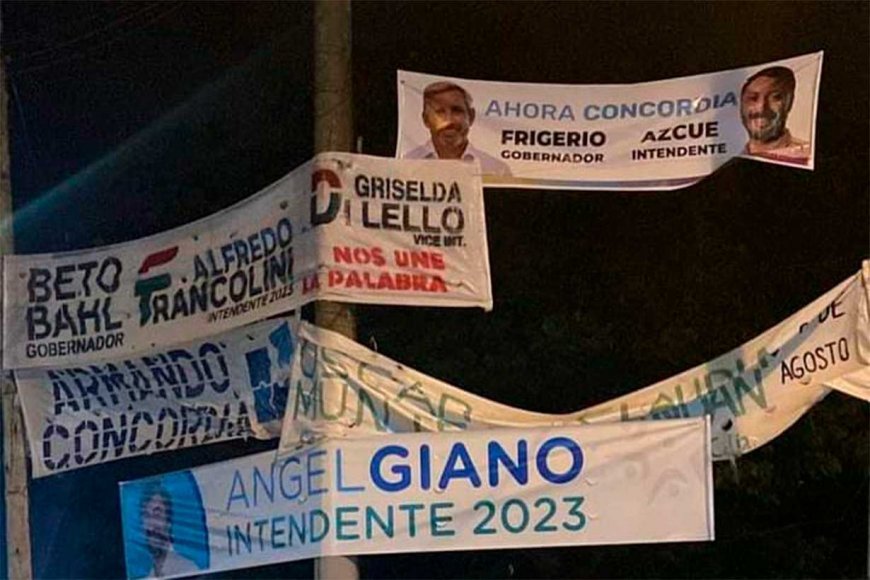 AHORA CONCORDIA
FRIGERIO
GOBERNADOR
AZCUE
INTENDENTE
BETO
BAHL
GOBERNADOR
ALFREDO
FRANCOLINI
INTENDENTE 2023
GRISELDA
DI LELLO
VICE INT.
NOS UNE
LA PALABRA
ARMANDO
CONCORDIA
DE
AGOSTO
ANGEL GIANO
INTENDENTE 2023